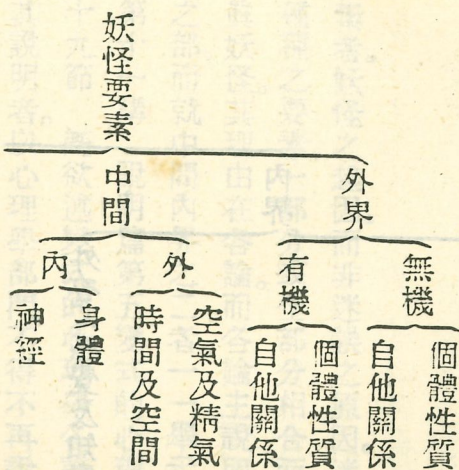 妖怪要素
外界
無機
個體性質
自他關係
有機
個體性質
自他關係
中間
外
空氣及精氣
時間及空間
內
身體
神經